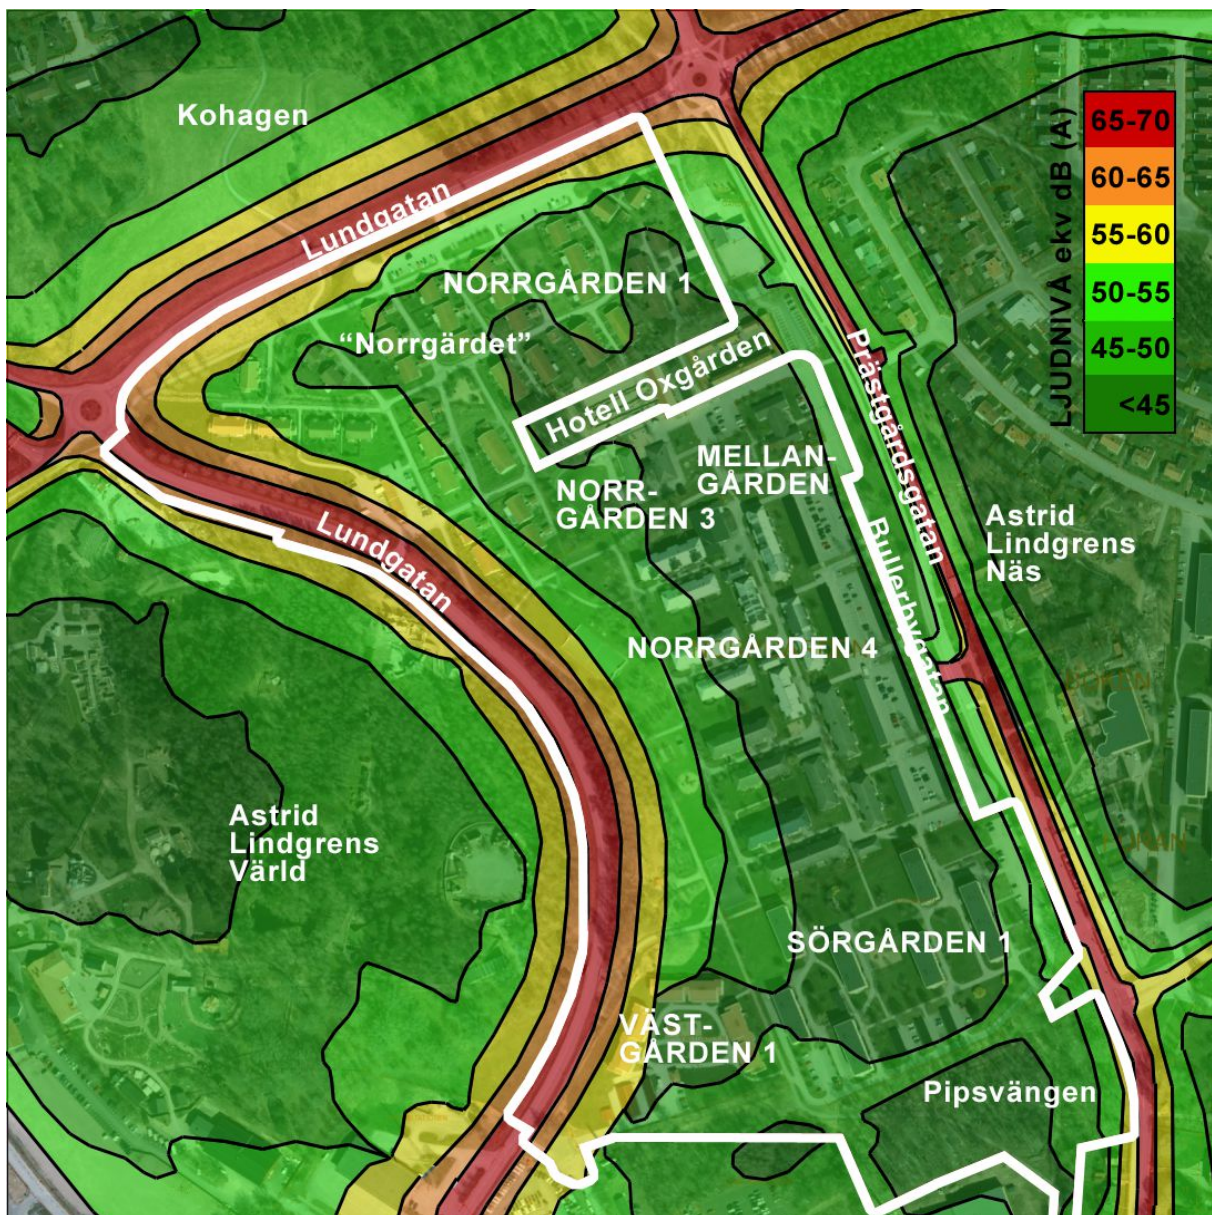 Kohagen
LJUDNIVÅ ekv dB (A)
65-70
60-65
55-60
50-55
45-50
<45
Lundgatan
NORRGÅRDEN 1
“Norrgärdet”
Hotell Oxgården
Prästgårdsgatan
MELLAN-
GÅRDEN
NORR-
GÅRDEN 3
Lundgatan
Bullerbygatan
Astrid
Lindgrens
Näs
NORRGÅRDEN 4
BOKEN
Astrid
Lindgrens
Värld
FURAN
SÖRGÅRDEN 1
VÄST-
GÅRDEN 1
Pipsvängen